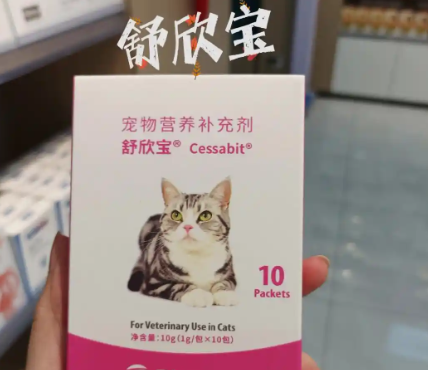 舒欣宝
宠物营养补充剂
舒欣宝® Cessabit®
10
Packets
For Veterinary Use in Cats
净含量：10g(1g/包×10包)